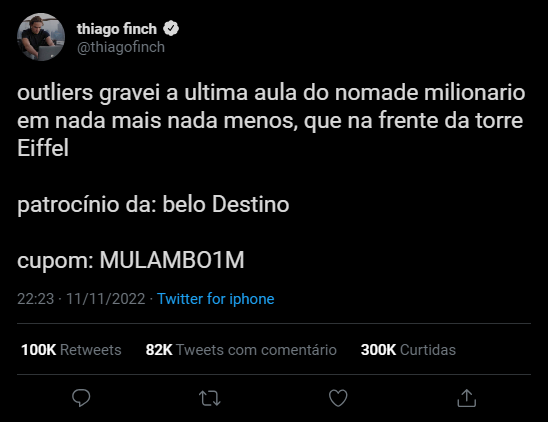 thiago finch
@thiagofinch
outliers gravei a ultima aula do nomade milionario
em nada mais nada menos, que na frente da torre
Eiffel
patrocínio da: belo Destino
cupom: MULAMBO1M
22:23 · 11/11/2022 · Twitter for iphone
100K Retweets 82K Tweets com comentário 300K Curtidas